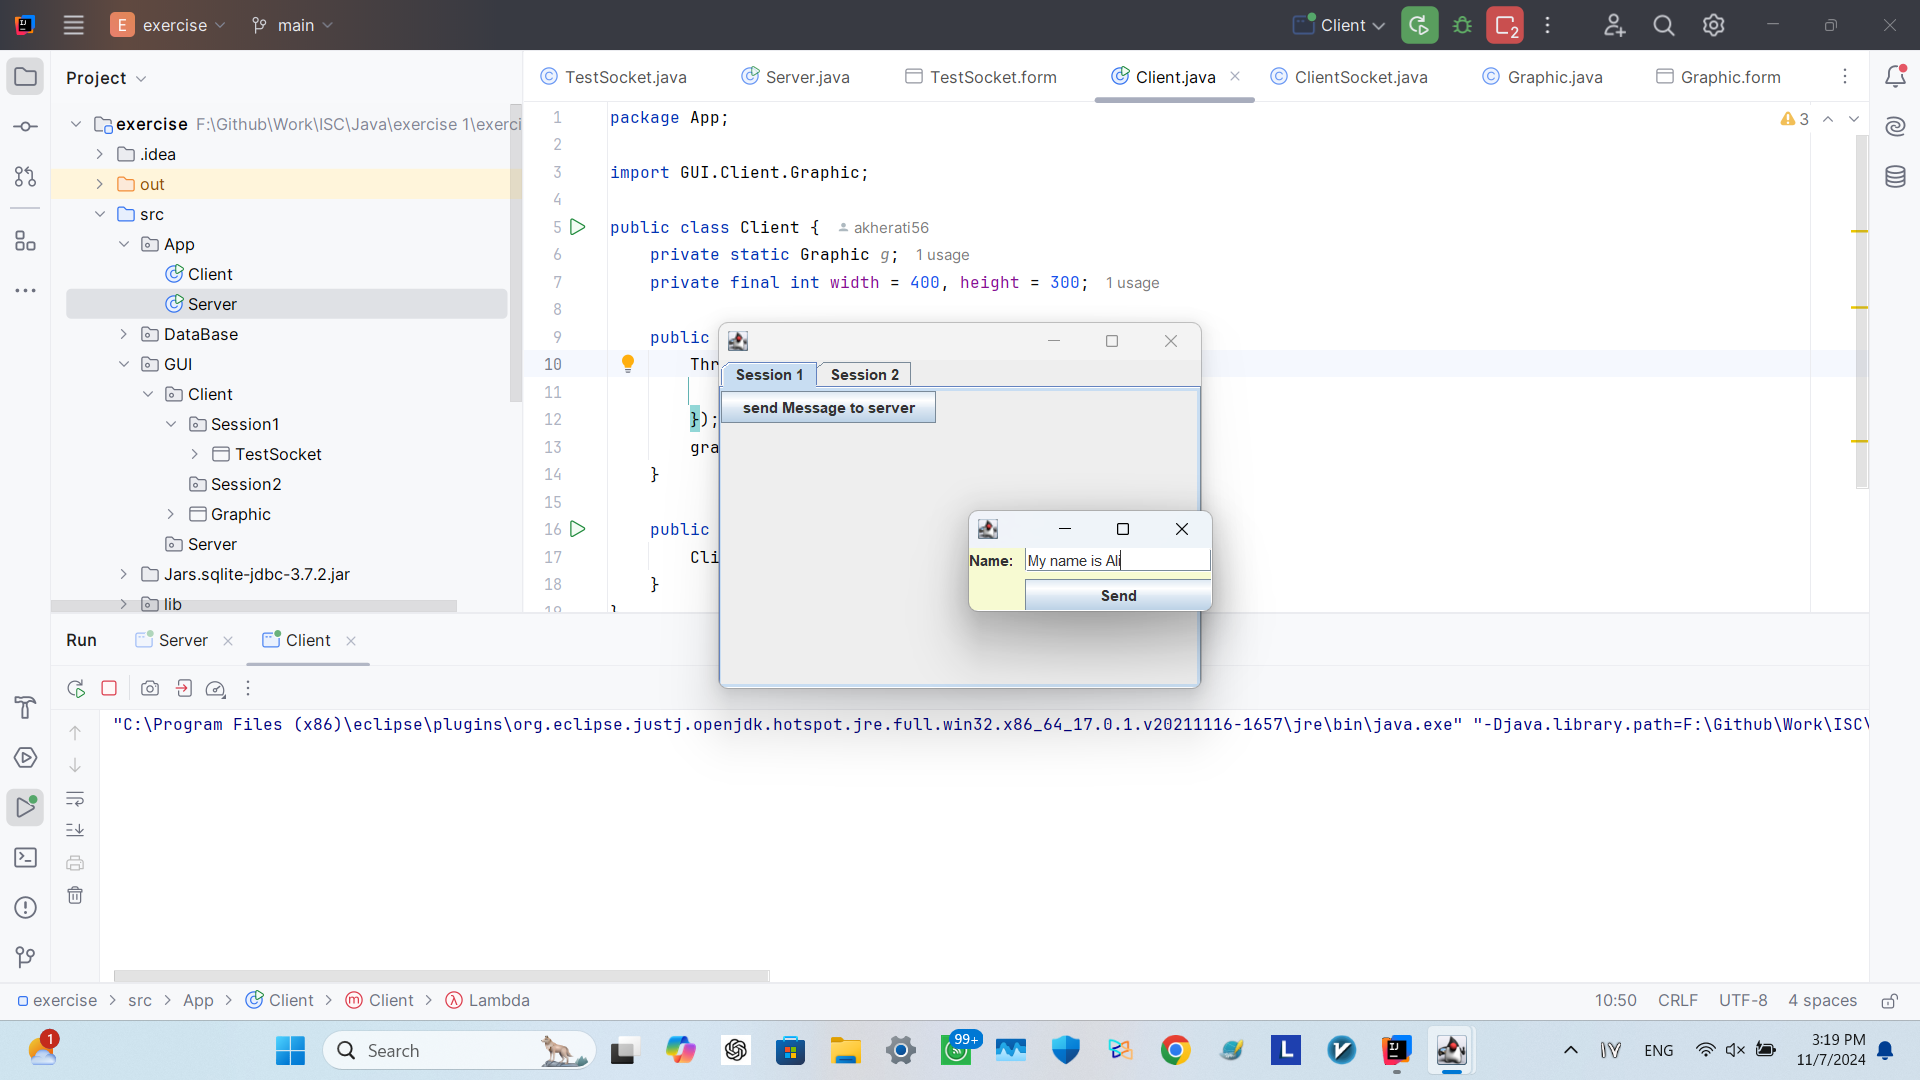 E exercise main Client 2
Project
TestSocket.java Server.java TestSocket.form Client.java ClientSocket.java Graphic.java Graphic.form
exercise F:\Github\Work\ISC\Java\exercise 1\exerci
.idea
out
src
App
Client
Server
DataBase
GUI
Client
Session1
TestSocket
Session2
Graphic
Server
Jars.sqlite-jdbc-3.7.2.jar
lib
3
1 package App;
2
3 import GUI.Client.Graphic;
4
5 public class Client { akherati56
6 private static Graphic g; 1 usage
7 private final int width = 400, height = 300; 1 usage
8
9 public
10 Thr
11
12 });
13 gra
14 }
15
16 public
17 Cli
18 }
19 }
Session 1 Session 2
send Message to server
Name: My name is Ali
Send
Run Server Client
"C:\Program Files (x86)\eclipse\plugins\org.eclipse.justj.openjdk.hotspot.jre.full.win32.x86_64_17.0.1.v20211116-1657\jre\bin\java.exe" "-Djava.library.path=F:\Github\Work\ISC\
exercise > src > App > Client > Client > Lambda
10:50 CRLF UTF-8 4 spaces
1 Search 99+ L ENG 3:19 PM
11/7/2024